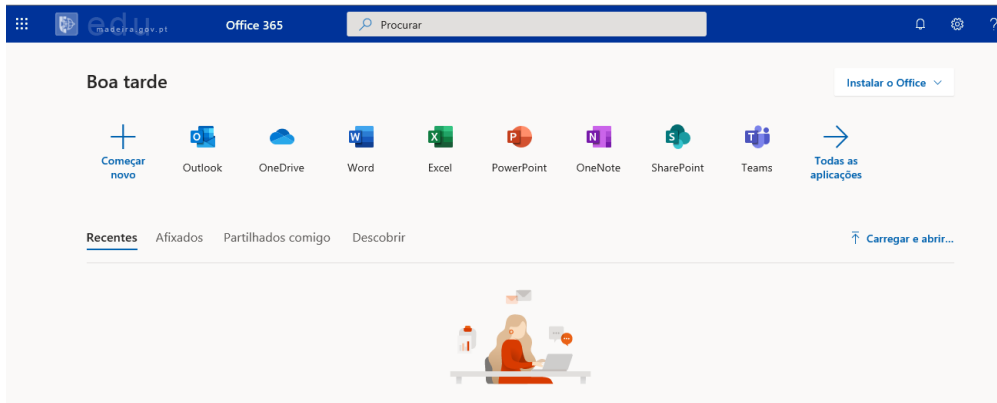 edu
madeira.gov.pt
Office 365
Procurar
?
Boa tarde
Instalar o Office
Começar
novo
Outlook
OneDrive
Word
Excel
PowerPoint
OneNote
SharePoint
Teams
Todas as
aplicações
Recentes Afixados Partilhados comigo Descobrir
Carregar e abrir...